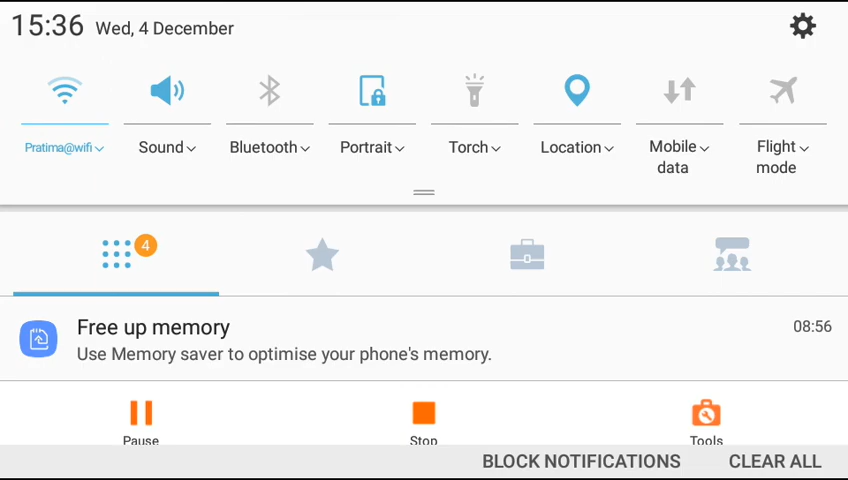 15:36 Wed, 4 December
Pratima@wifi Sound Bluetooth Portrait Torch Location Mobile data Flight mode
4
Free up memory 08:56
Use Memory saver to optimise your phone's memory.
Pause Stop Tools
BLOCK NOTIFICATIONS CLEAR ALL